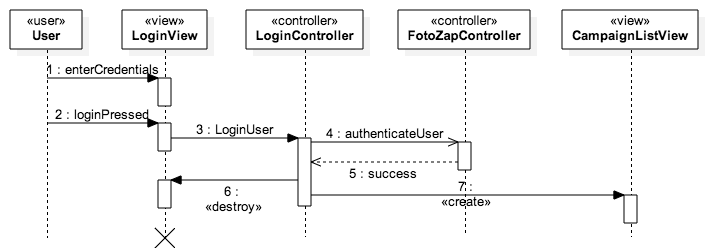 «user»
User
«view»
LoginView
«controller»
LoginController
«controller»
FotoZapController
«view»
CampaignListView
1 : enterCredentials
2 : loginPressed
3 : LoginUser
4 : authenticateUser
5 : success
6 :
«destroy»
7 :
«create»